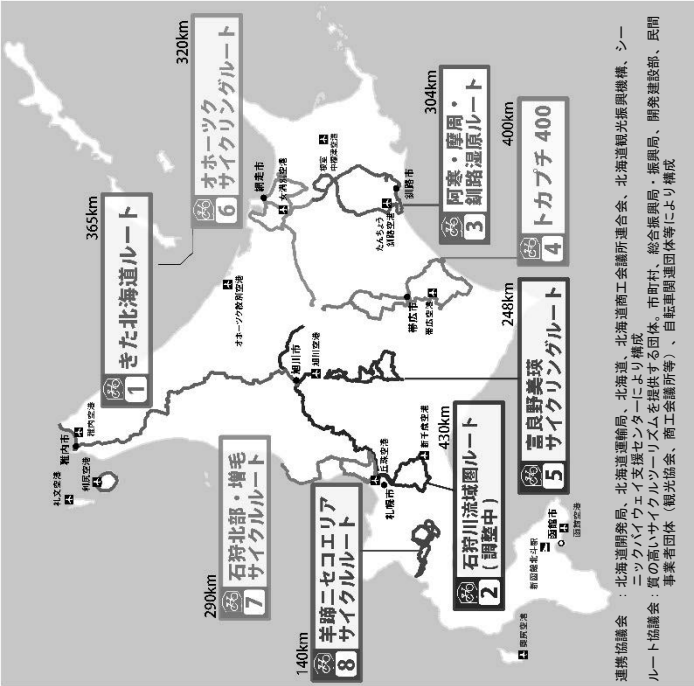 320km
6
オホーツク
サイクリングルート
365km
1
きた北海道ルート
304km
3
阿寒・摩周・
釧路湿原ルート
400km
4
トカプチ 400
248km
5
富良野美瑛
サイクリングルート
430km
2
石狩川流域圏ルート
(調整中)
290km
7
石狩北部・増毛
サイクルルート
140km
8
羊蹄ニセコエリア
サイクルルート
稚内市
稚内空港
礼文空港
利尻空港
オホーツク紋別空港
網走市
女満別空港
根室
中標津空港
釧路市
たんちょう
釧路空港
帯広市
帯広空港
旭川市
旭川空港
丘珠空港
札幌市
新千歳空港
新函館北斗駅
函館市
函館空港
奥尻空港
連携協議会 :北海道開発局、北海道運輸局、北海道、北海道商工会議所連合会、北海道観光振興機構、シー
ニックバイウェイ支援センターにより構成
ルート協議会:質の高いサイクルツーリズムを提供する団体。市町村、総合振興局・振興局、開発建設部、民間
事業者団体(観光協会、商工会議所等)、自転車関連団体等により構成